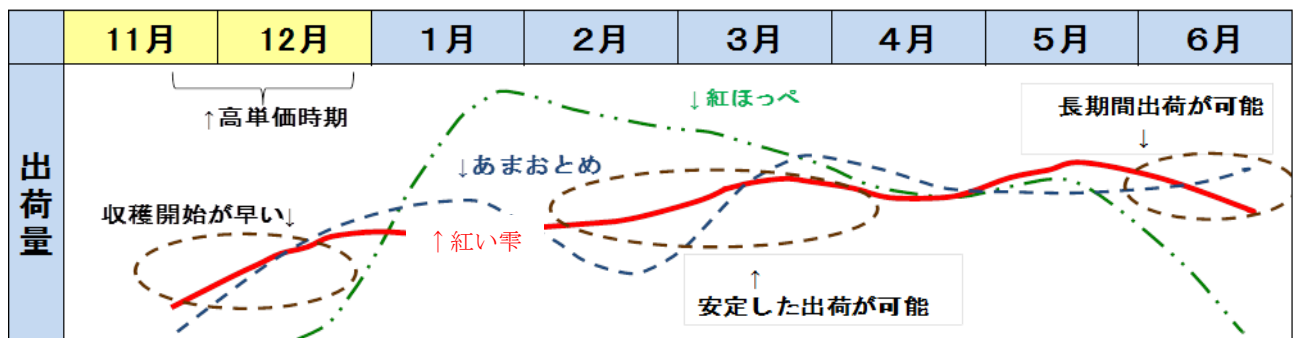 11月 12月 1月 2月 3月 4月 5月 6月
出荷量
↑高単価時期
↓紅ほっぺ
長期間出荷が可能
↓
↓あまおとめ
収穫開始が早い↓
↑紅い雫
↑
安定した出荷が可能